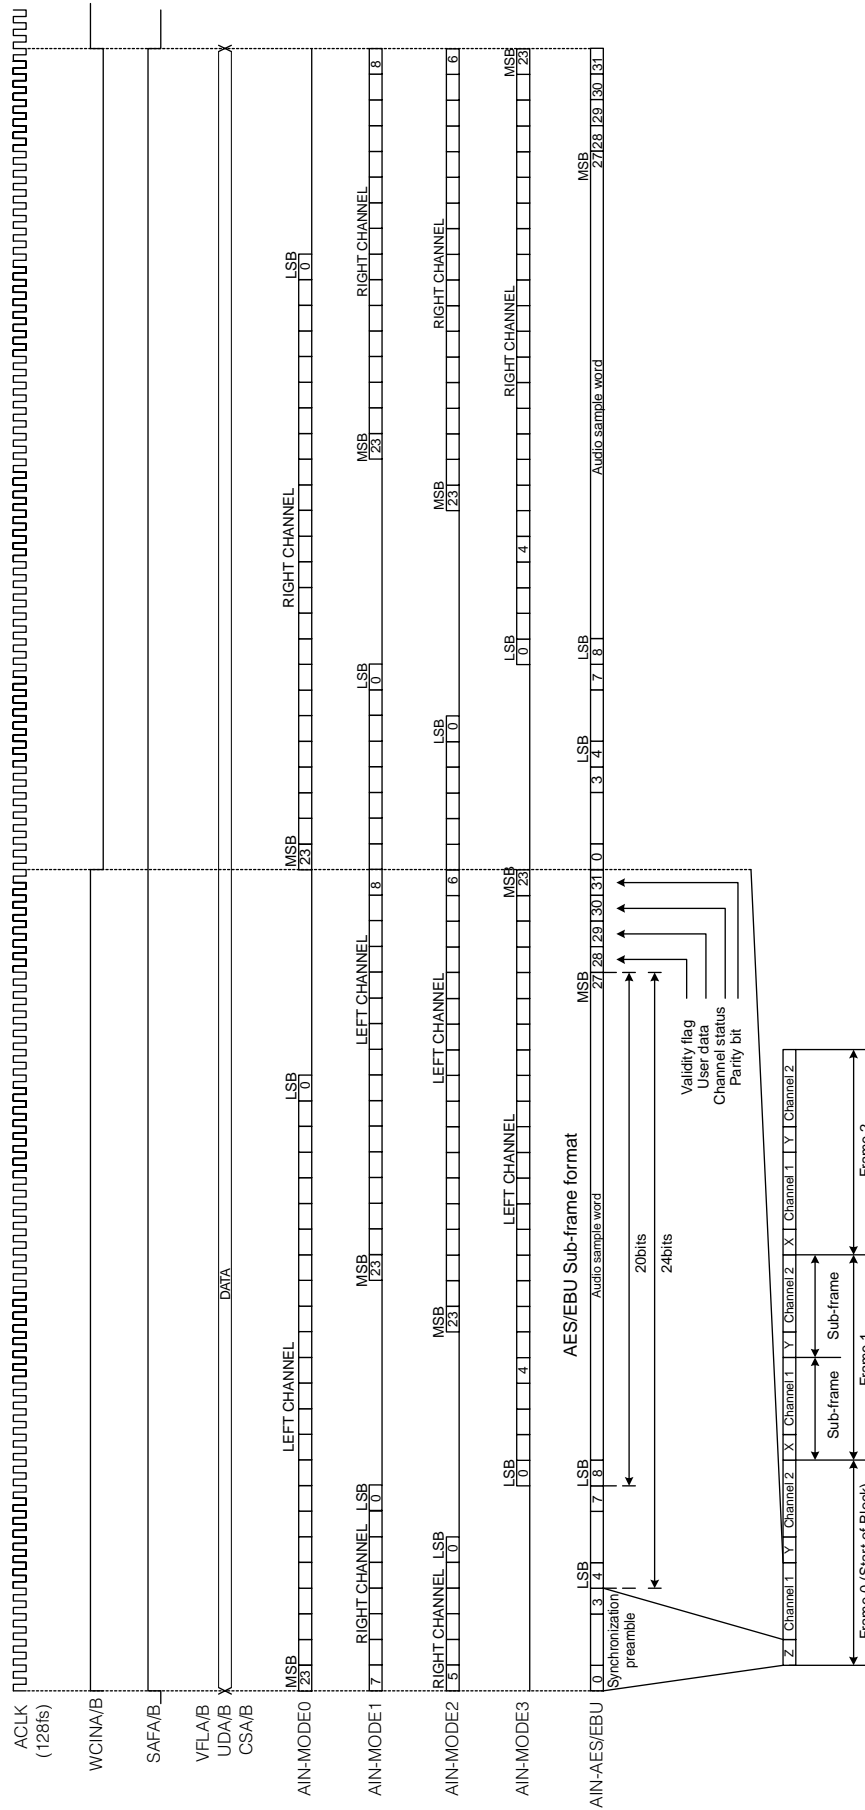 ACLK
(128fs)
WCINA/B
SAFA/B
VFLA/B
UDA/B
CSA/B
DATA
AIN-MODE0
MSB
23
LEFT CHANNEL
LSB
0
MSB
23
RIGHT CHANNEL
LSB
0
AIN-MODE1
7
RIGHT CHANNEL
LSB
0
MSB
23
LEFT CHANNEL
8
LSB
0
MSB
23
RIGHT CHANNEL
8
AIN-MODE2
RIGHT CHANNEL
5
LSB
0
MSB
23
LEFT CHANNEL
6
LSB
0
MSB
23
RIGHT CHANNEL
6
AIN-MODE3
LSB
0
4
LEFT CHANNEL
MSB
23
LSB
0
4
RIGHT CHANNEL
MSB
23
AES/EBU Sub-frame format
AIN-AES/EBU
0
3
LSB
4
7
LSB
8
Audio sample word
MSB
27 28 29 30 31
0
3
LSB
4
7
LSB
8
Audio sample word
MSB
27 28 29 30 31
Synchronization
preamble
20bits
24bits
Validity flag
User data
Channel status
Parity bit
Z Channel 1 Y Channel 2 X Channel 1 Y Channel 2 X Channel 1 Y Channel 2
Sub-frame
Sub-frame
Frame 0 (Start of Block)
Frame 1
Frame 2